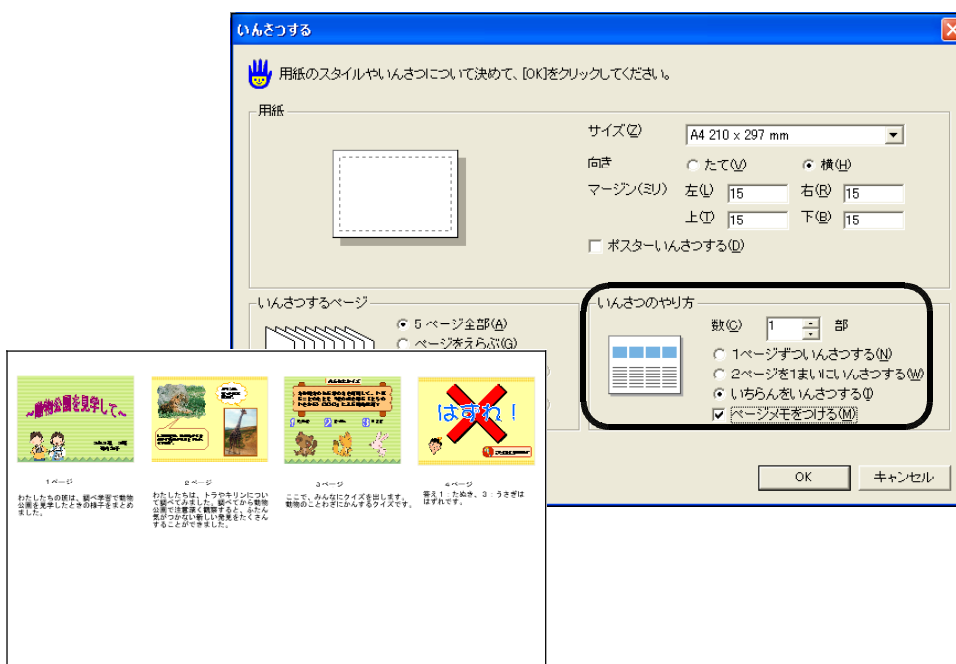 いんさつする
用紙のスタイルやいんさつについて決めて、[OK]をクリックしてください。
用紙
サイズ(Z) A4 210 x 297 mm
向き たて(V) 横(H)
マージン(ミリ) 左(L) 15 右(R) 15
上(T) 15 下(B) 15
ポスターいんさつする(D)
いんさつするページ
5 ページ全部(A)
ページをえらぶ(G)
いんさつのやり方
数(C) 1 部
1ページずついんさつする(N)
2ページを1まいにいんさつする(W)
いちらんをいんさつする(I)
ページメモをつける(M)
OK キャンセル
～動物公園を見学して～
みんなにクイズ
はずれ！
1ページ
わたしたちの班は、調べ学習で動物
公園を見学したときの様子をまとめ
ました。
2ページ
わたしたちは、トラやキリンについ
て調べてみました。調べてから動物
公園で注意深く観察すると、ふだん
気がつかない新しい発見をたくさん
することができました。
3ページ
ここで、みんなにクイズを出します。
動物のことわざにかんするクイズです。
4ページ
答え１：たぬき、３：うさぎは
はずれです。